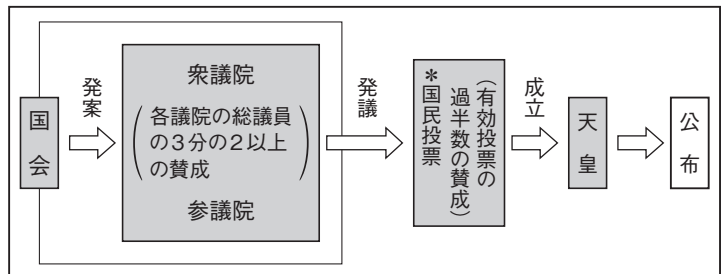 国会
発案
衆議院
(各議院の総議員
の3分の2以上
の賛成)
参議院
発議
*国民投票
(有効投票の
過半数の賛成)
成立
天皇
公布